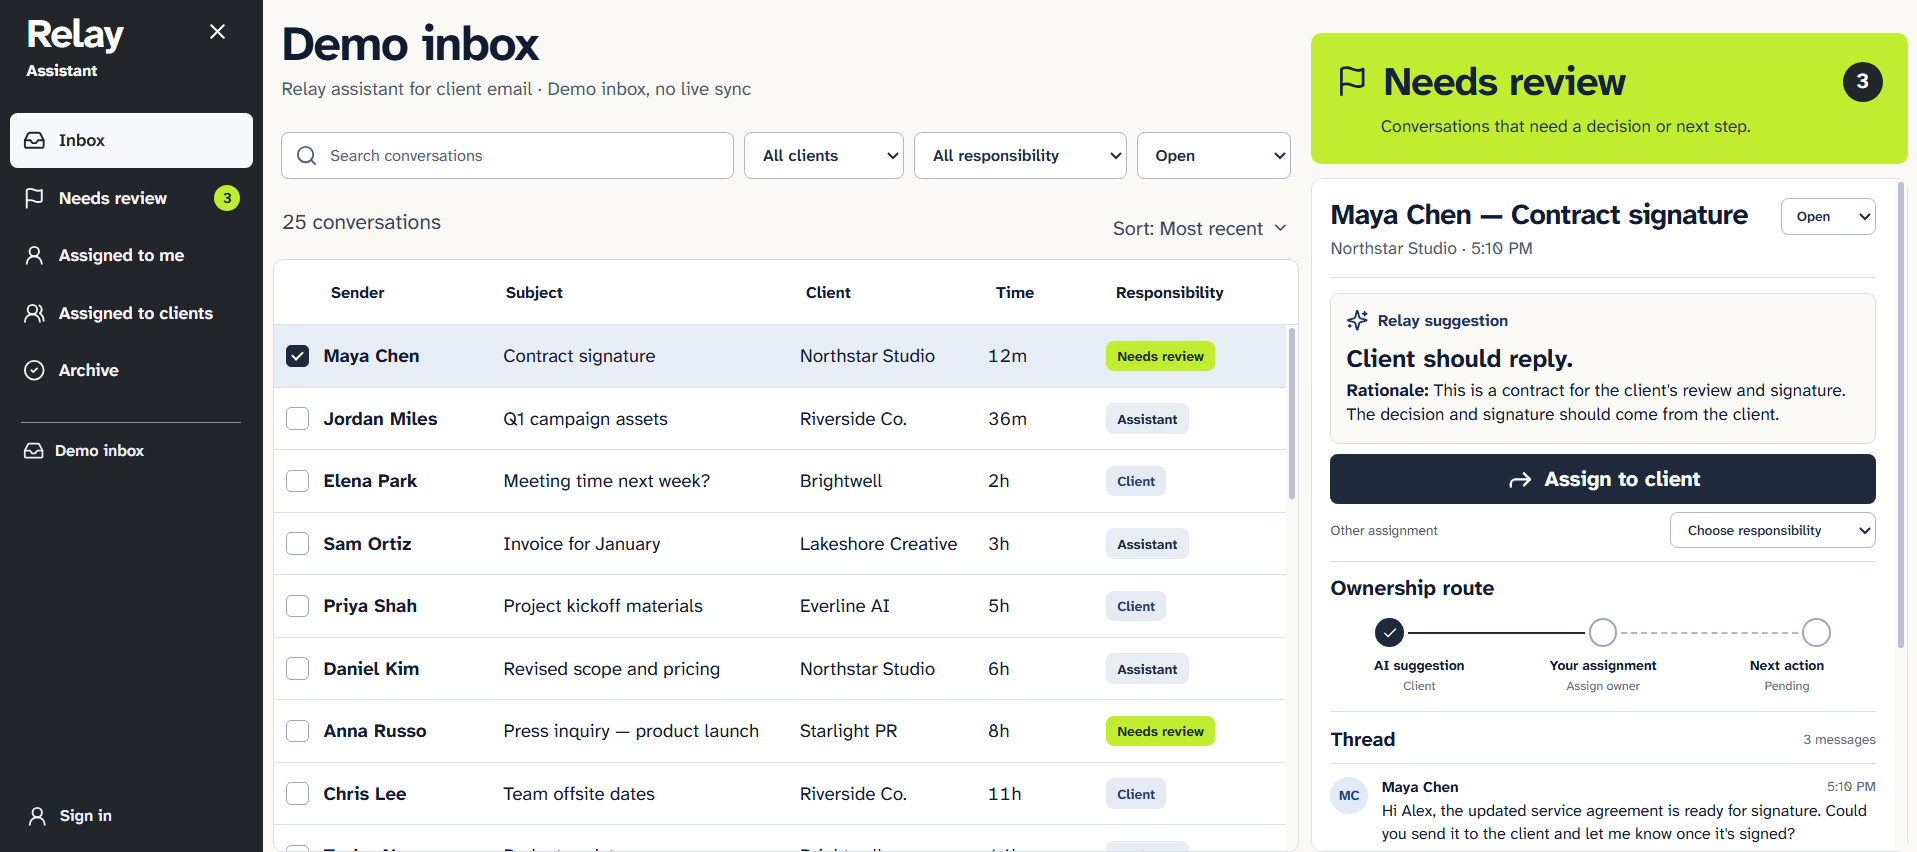 Relay
Assistant
Inbox
Needs review 3
Assigned to me
Assigned to clients
Archive
Demo inbox
Sign in
Demo inbox
Relay assistant for client email · Demo inbox, no live sync
Search conversations
All clients
All responsibility
Open
25 conversations
Sort: Most recent
Sender Subject Client Time Responsibility
Maya Chen Contract signature Northstar Studio 12m Needs review
Jordan Miles Q1 campaign assets Riverside Co. 36m Assistant
Elena Park Meeting time next week? Brightwell 2h Client
Sam Ortiz Invoice for January Lakeshore Creative 3h Assistant
Priya Shah Project kickoff materials Everline AI 5h Client
Daniel Kim Revised scope and pricing Northstar Studio 6h Assistant
Anna Russo Press inquiry — product launch Starlight PR 8h Needs review
Chris Lee Team offsite dates Riverside Co. 11h Client
Needs review 3
Conversations that need a decision or next step.
Maya Chen — Contract signature Open
Northstar Studio · 5:10 PM
Relay suggestion
Client should reply.
Rationale: This is a contract for the client's review and signature.
The decision and signature should come from the client.
Assign to client
Other assignment Choose responsibility
Ownership route
AI suggestion Your assignment Next action
Client Assign owner Pending
Thread 3 messages
MC Maya Chen 5:10 PM
Hi Alex, the updated service agreement is ready for signature. Could
you send it to the client and let me know once it's signed?